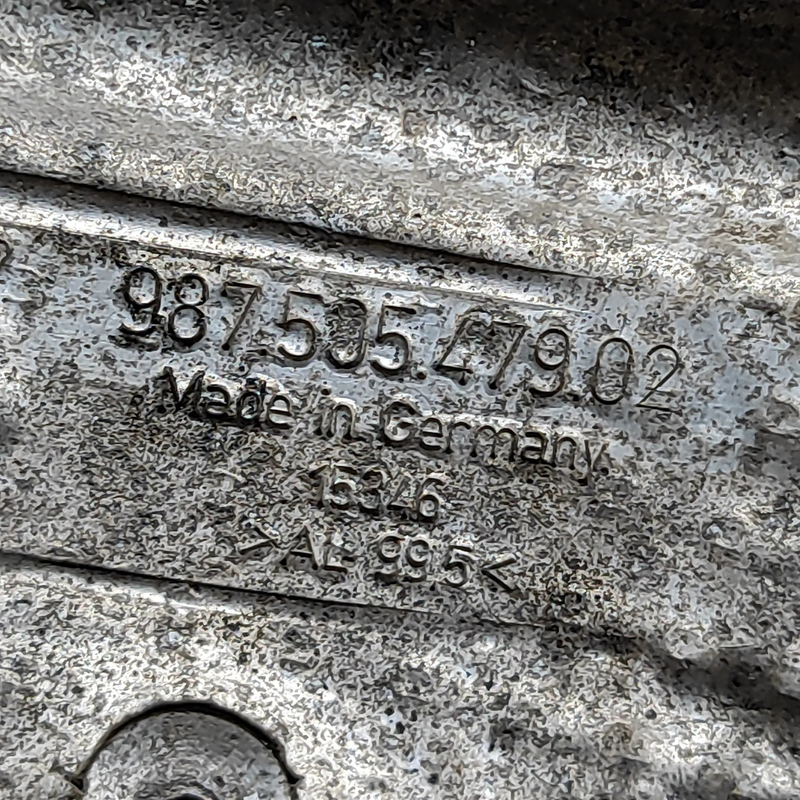 987.505.479.02
Made in Germany.
15346
>AL 99.5<